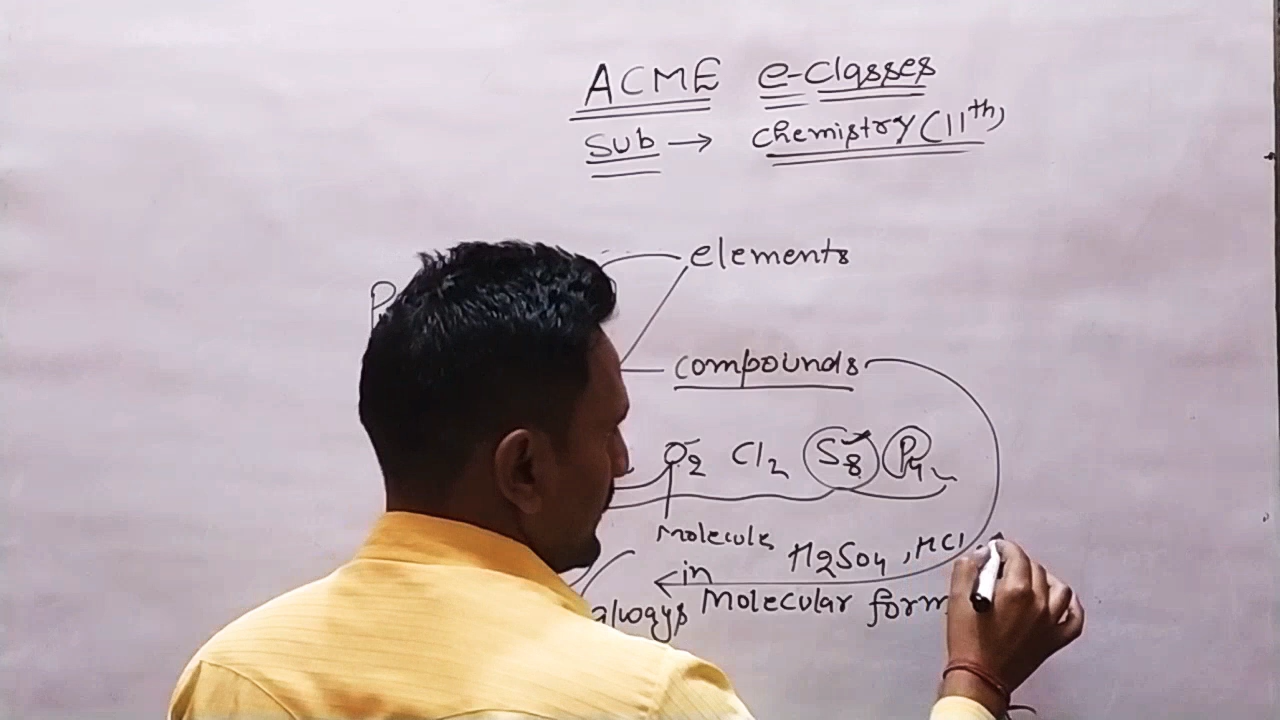 ACME e-classes
Sub → chemistry (11th)
elements
P
compounds
O2 Cl2 S8 P4
Molecule
H2SO4, HCl
in
always Molecular form